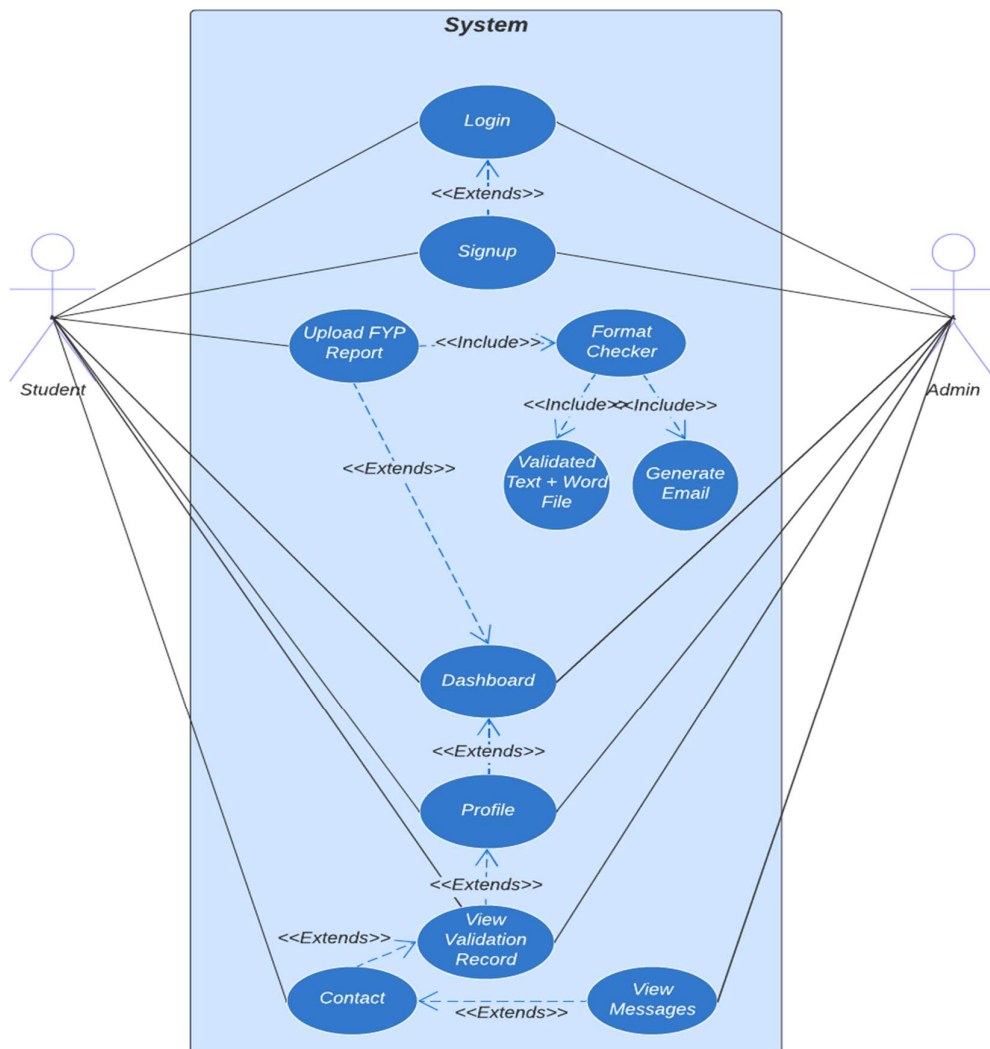 System
Login
<<Extends>>
Signup
Upload FYP
Report
<<Include>>
Format
Checker
Student
Admin
<<Include>>
<<Include>>
<<Extends>>
Validated
Text + Word
File
Generate
Email
Dashboard
<<Extends>>
Profile
<<Extends>>
View
Validation
Record
<<Extends>>
Contact
<<Extends>>
View
Messages